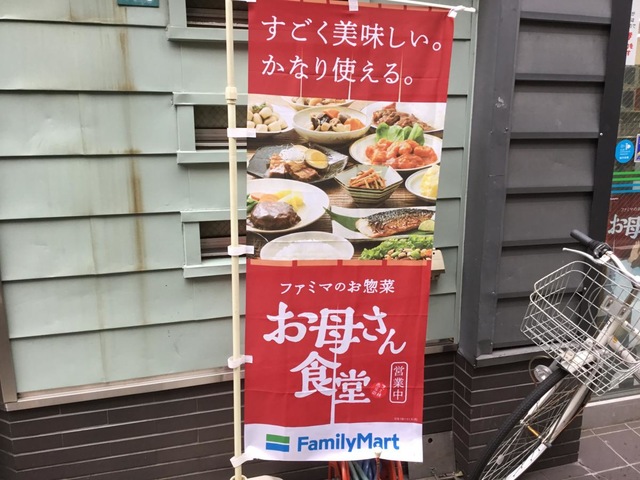 すごく美味しい。
かなり使える。
ファミマのお惣菜
お母さん
食堂
営業中
FamilyMart